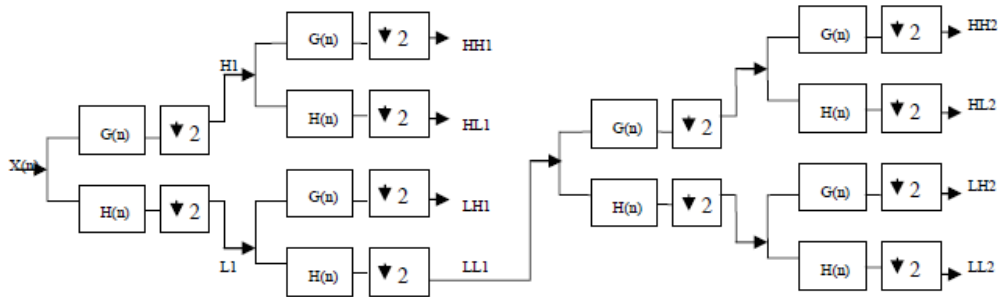 G(n) 2 HH1
H1
H(n) 2 HL1
G(n) 2
X(n)
H(n) 2
G(n) 2 LH1
L1
H(n) 2 LL1
G(n) 2 HH2
H(n) 2 HL2
G(n) 2
H(n) 2
G(n) 2 LH2
H(n) 2 LL2